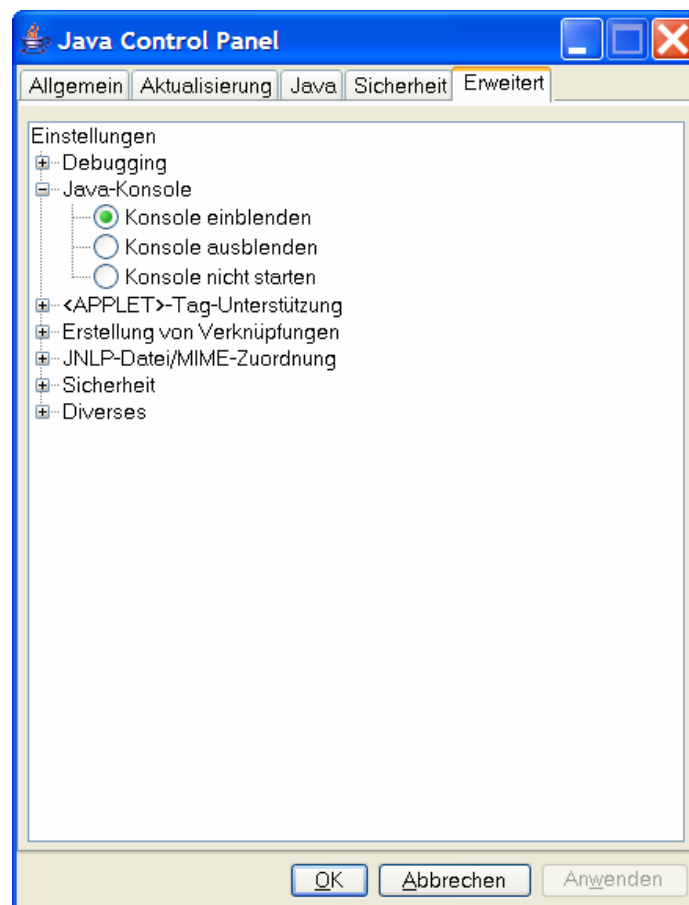 Java Control Panel
Allgemein Aktualisierung Java Sicherheit Erweitert
Einstellungen
Debugging
Java-Konsole
Konsole einblenden
Konsole ausblenden
Konsole nicht starten
<APPLET>-Tag-Unterstützung
Erstellung von Verknüpfungen
JNLP-Datei/MIME-Zuordnung
Sicherheit
Diverses
OK Abbrechen Anwenden